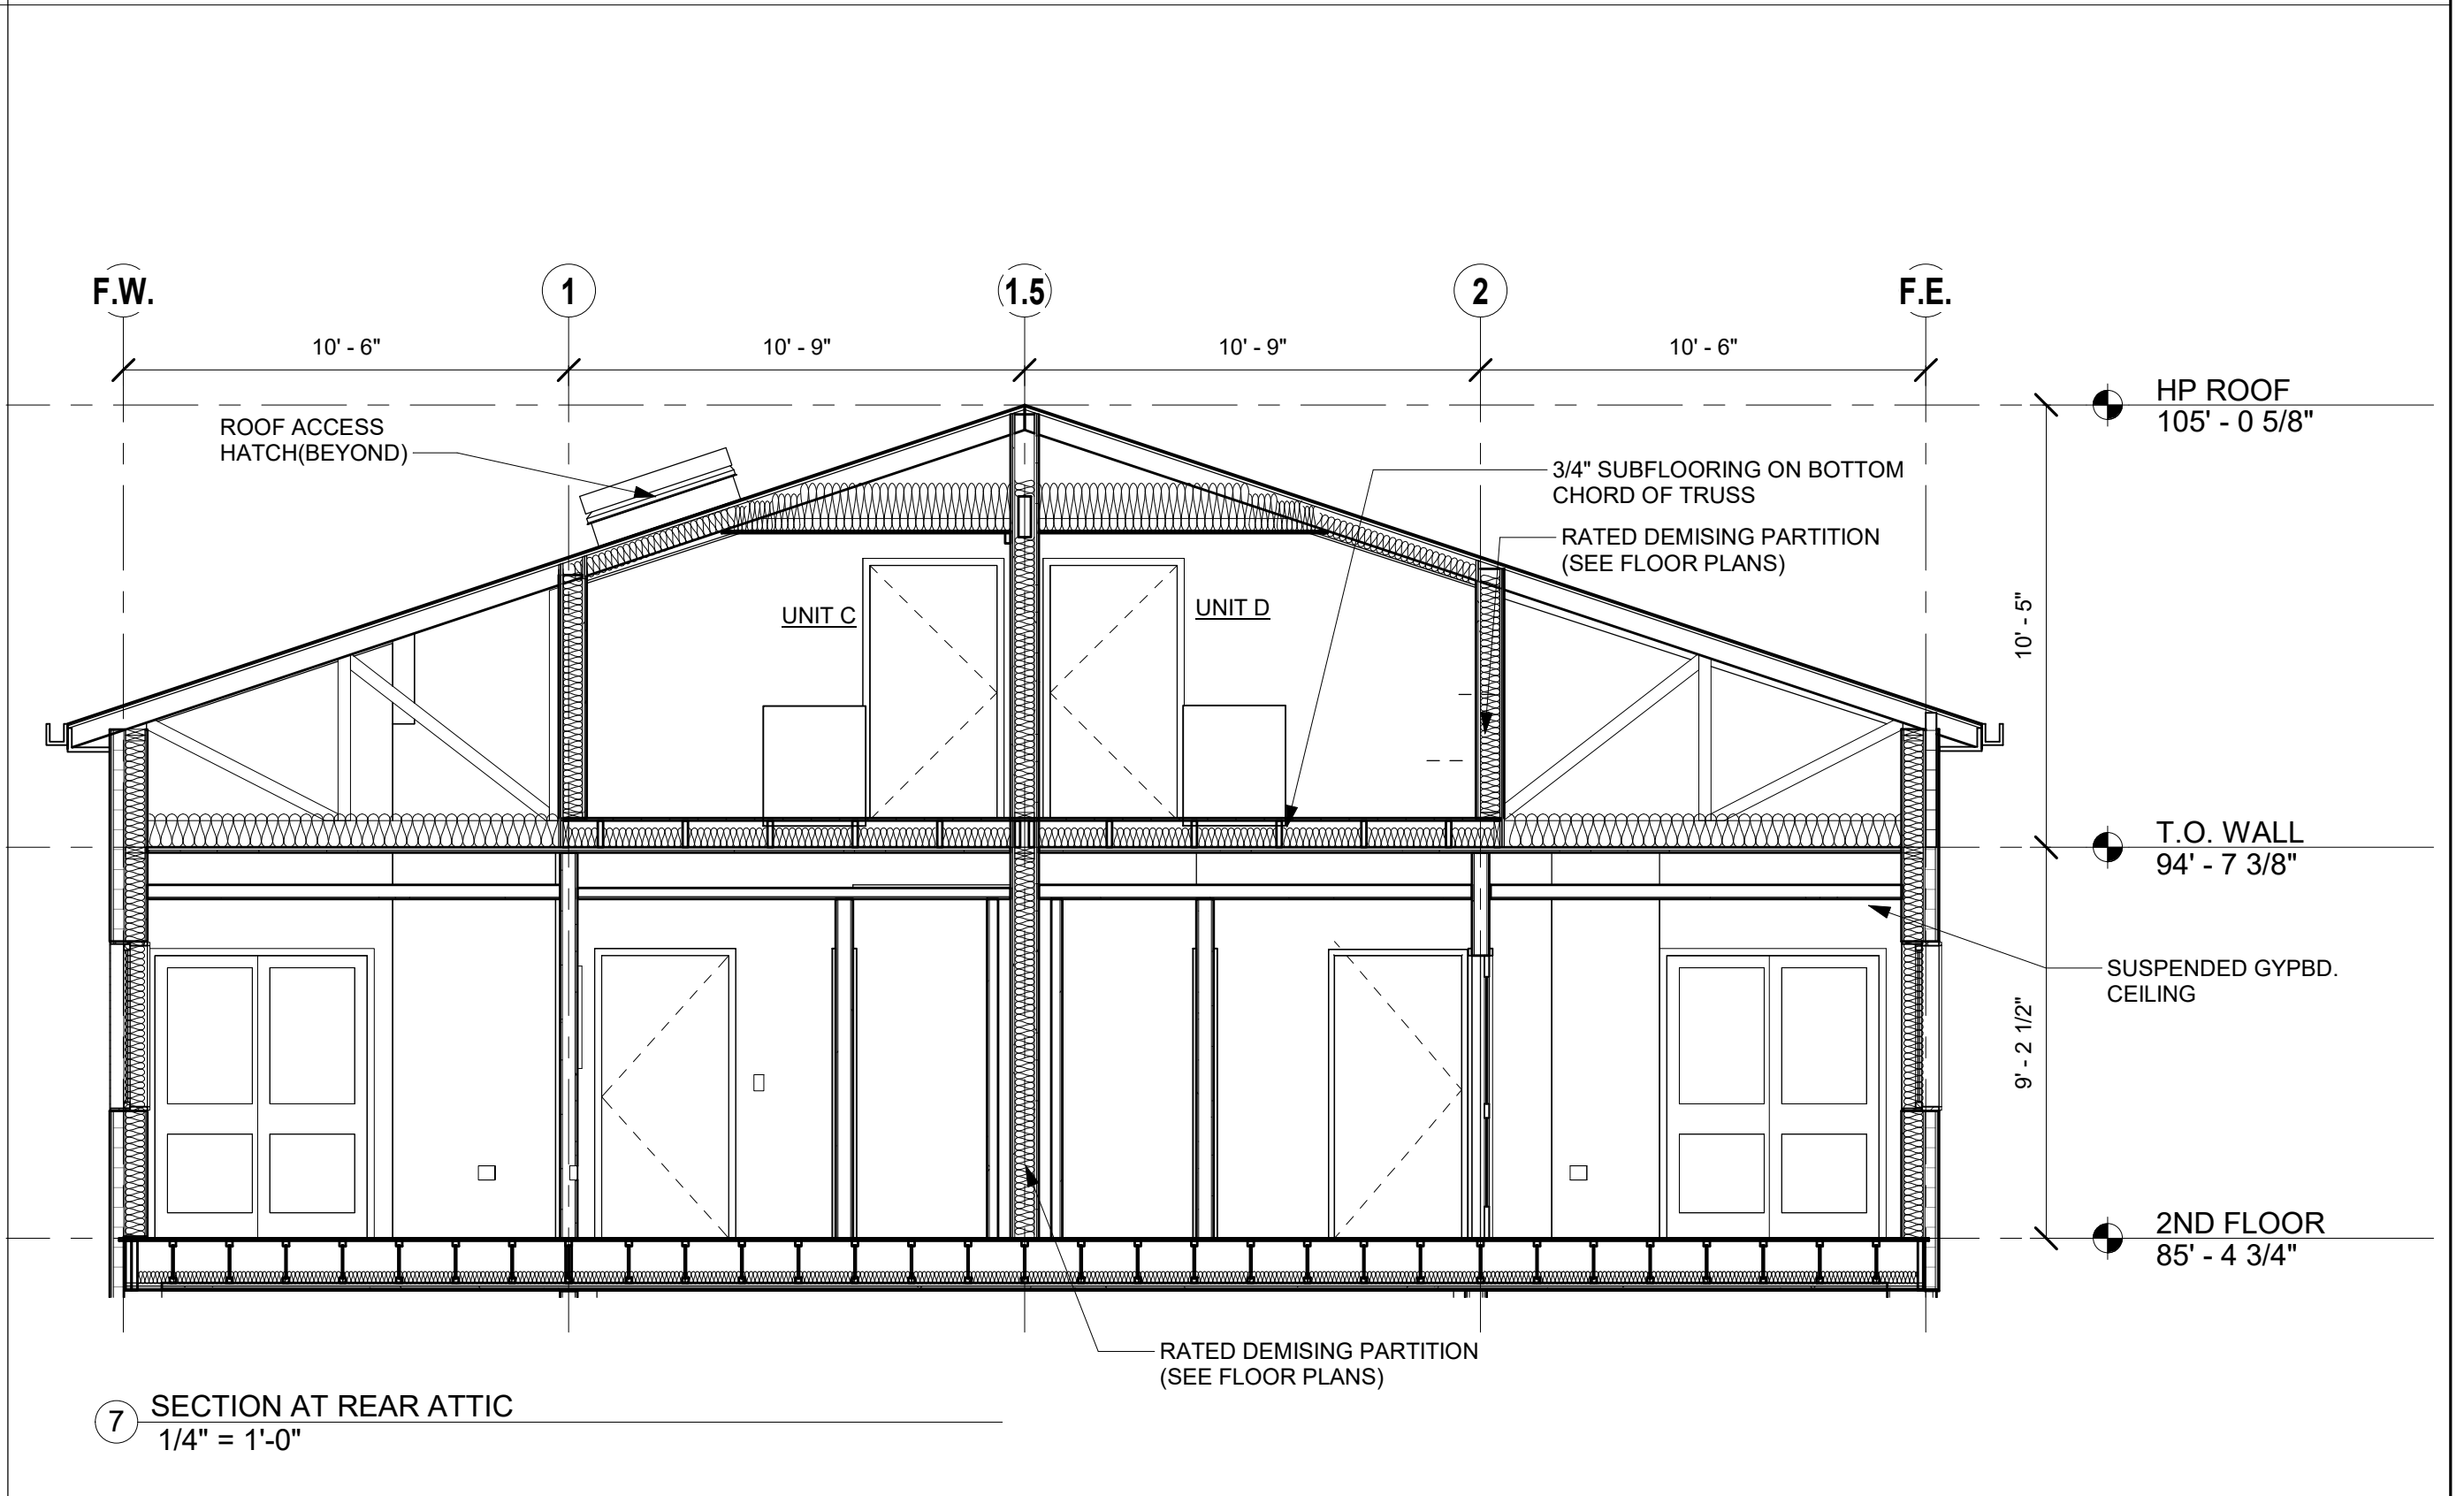 F.W.
1
1.5
2
F.E.
10' - 6"
10' - 9"
10' - 9"
10' - 6"
HP ROOF
105' - 0 5/8"
ROOF ACCESS
HATCH(BEYOND)
3/4" SUBFLOORING ON BOTTOM
CHORD OF TRUSS
RATED DEMISING PARTITION
(SEE FLOOR PLANS)
UNIT C
UNIT D
10' - 5"
T.O. WALL
94' - 7 3/8"
SUSPENDED GYPBD.
CEILING
9' - 2 1/2"
2ND FLOOR
85' - 4 3/4"
RATED DEMISING PARTITION
(SEE FLOOR PLANS)
7
SECTION AT REAR ATTIC
1/4" = 1'-0"